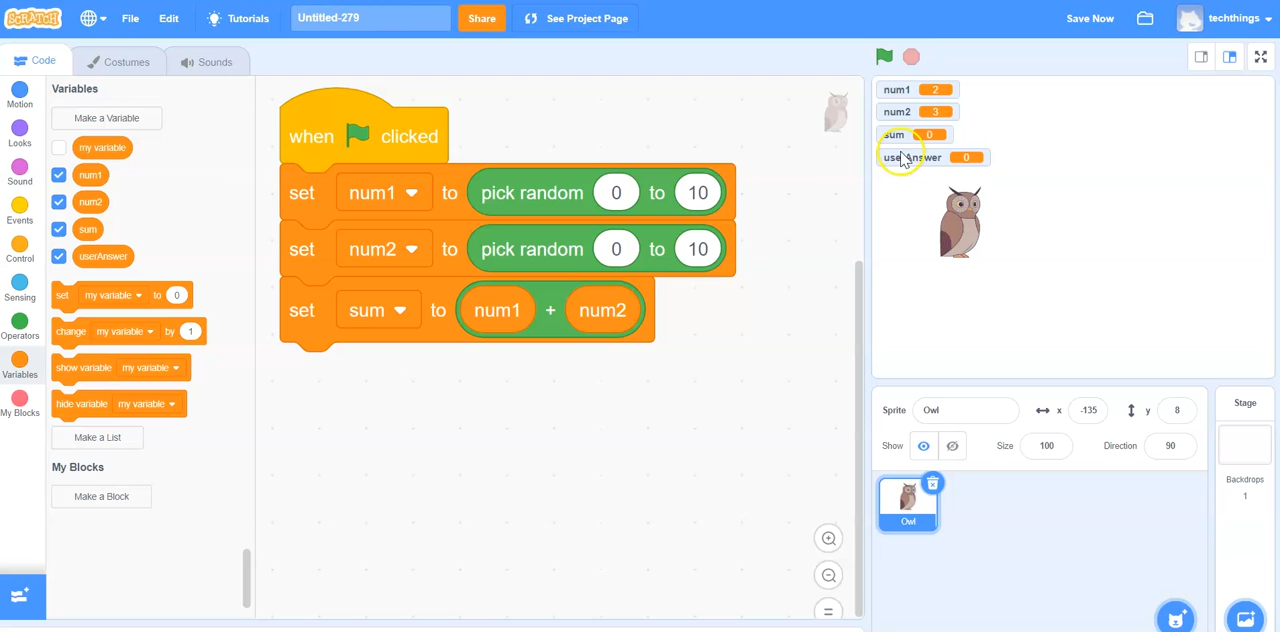 SCRATCH File Edit Tutorials Untitled-279 Share See Project Page Save Now techthings
Code Costumes Sounds
Motion
Looks
Sound
Events
Control
Sensing
Operators
Variables
My Blocks
Variables
Make a Variable
my variable
num1
num2
sum
userAnswer
set my variable to 0
change my variable by 1
show variable my variable
hide variable my variable
Make a List
My Blocks
Make a Block
when clicked
set num1 to pick random 0 to 10
set num2 to pick random 0 to 10
set sum to num1 + num2
num1 2
num2 3
sum 0
userAnswer 0
Sprite Owl x -135 y 8
Show Size 100 Direction 90
Owl
Stage
Backdrops
1